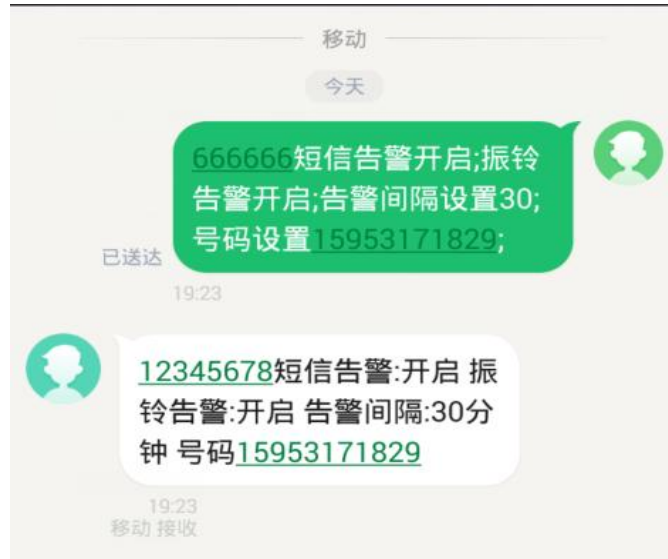 移动
今天
666666短信告警开启;振铃
告警开启;告警间隔设置30;
号码设置15953171829;
已送达
19:23
12345678短信告警:开启 振
铃告警:开启 告警间隔:30分
钟 号码15953171829
19:23
移动 接收